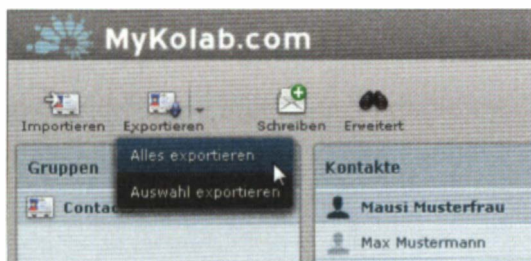 MyKolab.com
Importieren Exportieren Schreiben Erweitert
Alles exportieren
Auswahl exportieren
Gruppen
Kontakte
Mausi Musterfrau
Max Mustermann